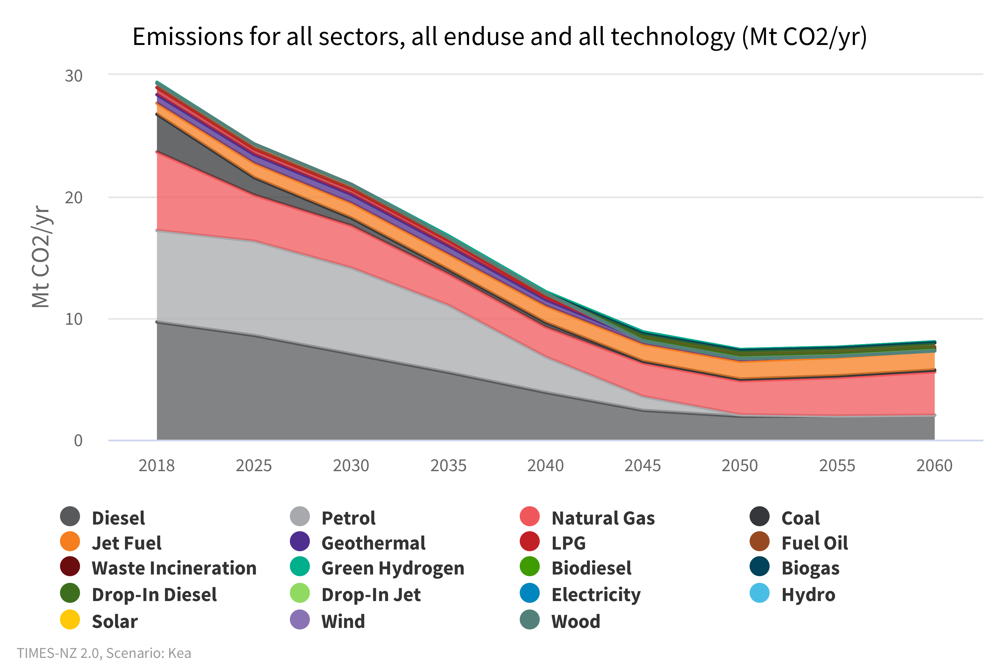 Emissions for all sectors, all enduse and all technology (Mt CO2/yr)
30
20
10
0
Mt CO2/yr
2018 2025 2030 2035 2040 2045 2050 2055 2060
Diesel Petrol Natural Gas Coal
Jet Fuel Geothermal LPG Fuel Oil
Waste Incineration Green Hydrogen Biodiesel Biogas
Drop-In Diesel Drop-In Jet Electricity Hydro
Solar Wind Wood
TIMES-NZ 2.0, Scenario: Kea